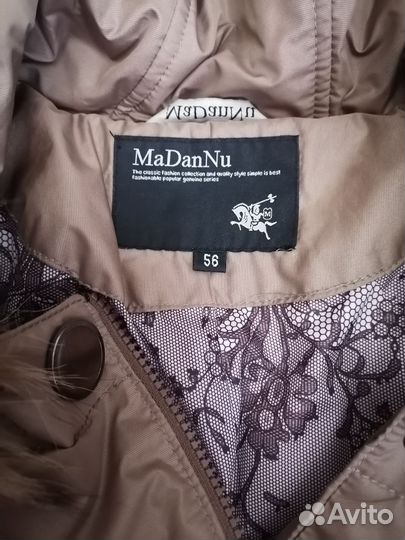 MaDanNu
MaDanNu
The classic fashion collection and quality style simple is best
fashionable popular genuine series
M
56
Avito